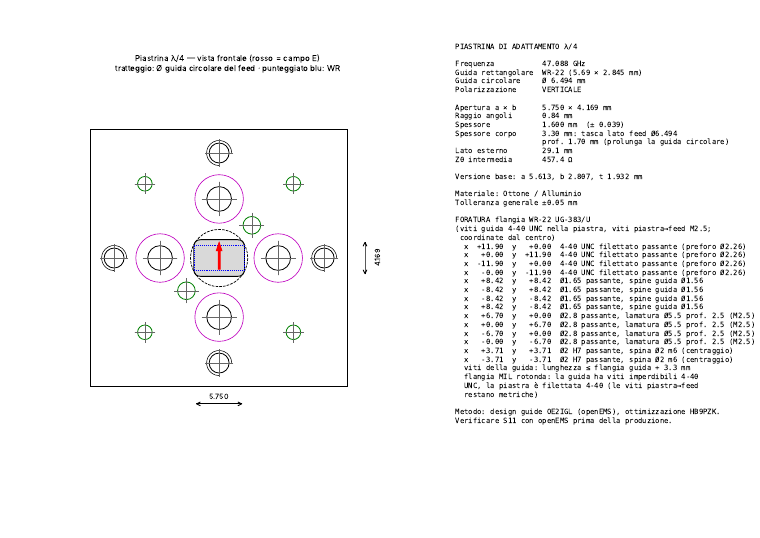 Piastrina λ/4 — vista frontale (rosso = campo E)
tratteggio: Ø guida circolare del feed · punteggiato blu: WR
4.169
5.750
PIASTRINA DI ADATTAMENTO λ/4
Frequenza 47.088 GHz
Guida rettangolare WR-22 (5.69 × 2.845 mm)
Guida circolare Ø 6.494 mm
Polarizzazione VERTICALE
Apertura a × b 5.750 × 4.169 mm
Raggio angoli 0.84 mm
Spessore 1.600 mm (± 0.039)
Spessore corpo 3.30 mm: tasca lato feed Ø6.494
prof. 1.70 mm (prolunga la guida circolare)
Lato esterno 29.1 mm
Z0 intermedia 457.4 Ω
Versione base: a 5.613, b 2.807, t 1.932 mm
Materiale: Ottone / Alluminio
Tolleranza generale ±0.05 mm
FORATURA flangia WR-22 UG-383/U
(viti guida 4-40 UNC nella piastra, viti piastra→feed M2.5;
coordinate dal centro)
x +11.90 y +0.00 4-40 UNC filettato passante (preforo Ø2.26)
x +0.00 y +11.90 4-40 UNC filettato passante (preforo Ø2.26)
x -11.90 y +0.00 4-40 UNC filettato passante (preforo Ø2.26)
x -0.00 y -11.90 4-40 UNC filettato passante (preforo Ø2.26)
x +8.42 y +8.42 Ø1.65 passante, spine guida Ø1.56
x -8.42 y +8.42 Ø1.65 passante, spine guida Ø1.56
x -8.42 y -8.42 Ø1.65 passante, spine guida Ø1.56
x +8.42 y -8.42 Ø1.65 passante, spine guida Ø1.56
x +6.70 y +0.00 Ø2.8 passante, lamatura Ø5.5 prof. 2.5 (M2.5)
x +0.00 y +6.70 Ø2.8 passante, lamatura Ø5.5 prof. 2.5 (M2.5)
x -6.70 y +0.00 Ø2.8 passante, lamatura Ø5.5 prof. 2.5 (M2.5)
x -0.00 y -6.70 Ø2.8 passante, lamatura Ø5.5 prof. 2.5 (M2.5)
x +3.71 y +3.71 Ø2 H7 passante, spina Ø2 m6 (centraggio)
x -3.71 y -3.71 Ø2 H7 passante, spina Ø2 m6 (centraggio)
viti della guida: lunghezza ≤ flangia guida + 3.3 mm
flangia MIL rotonda: la guida ha viti imperdibili 4-40
UNC, la piastra è filettata 4-40 (le viti piastra→feed
restano metriche)
Metodo: design guide OE2IGL (openEMS), ottimizzazione HB9PZK.
Verificare S11 con openEMS prima della produzione.